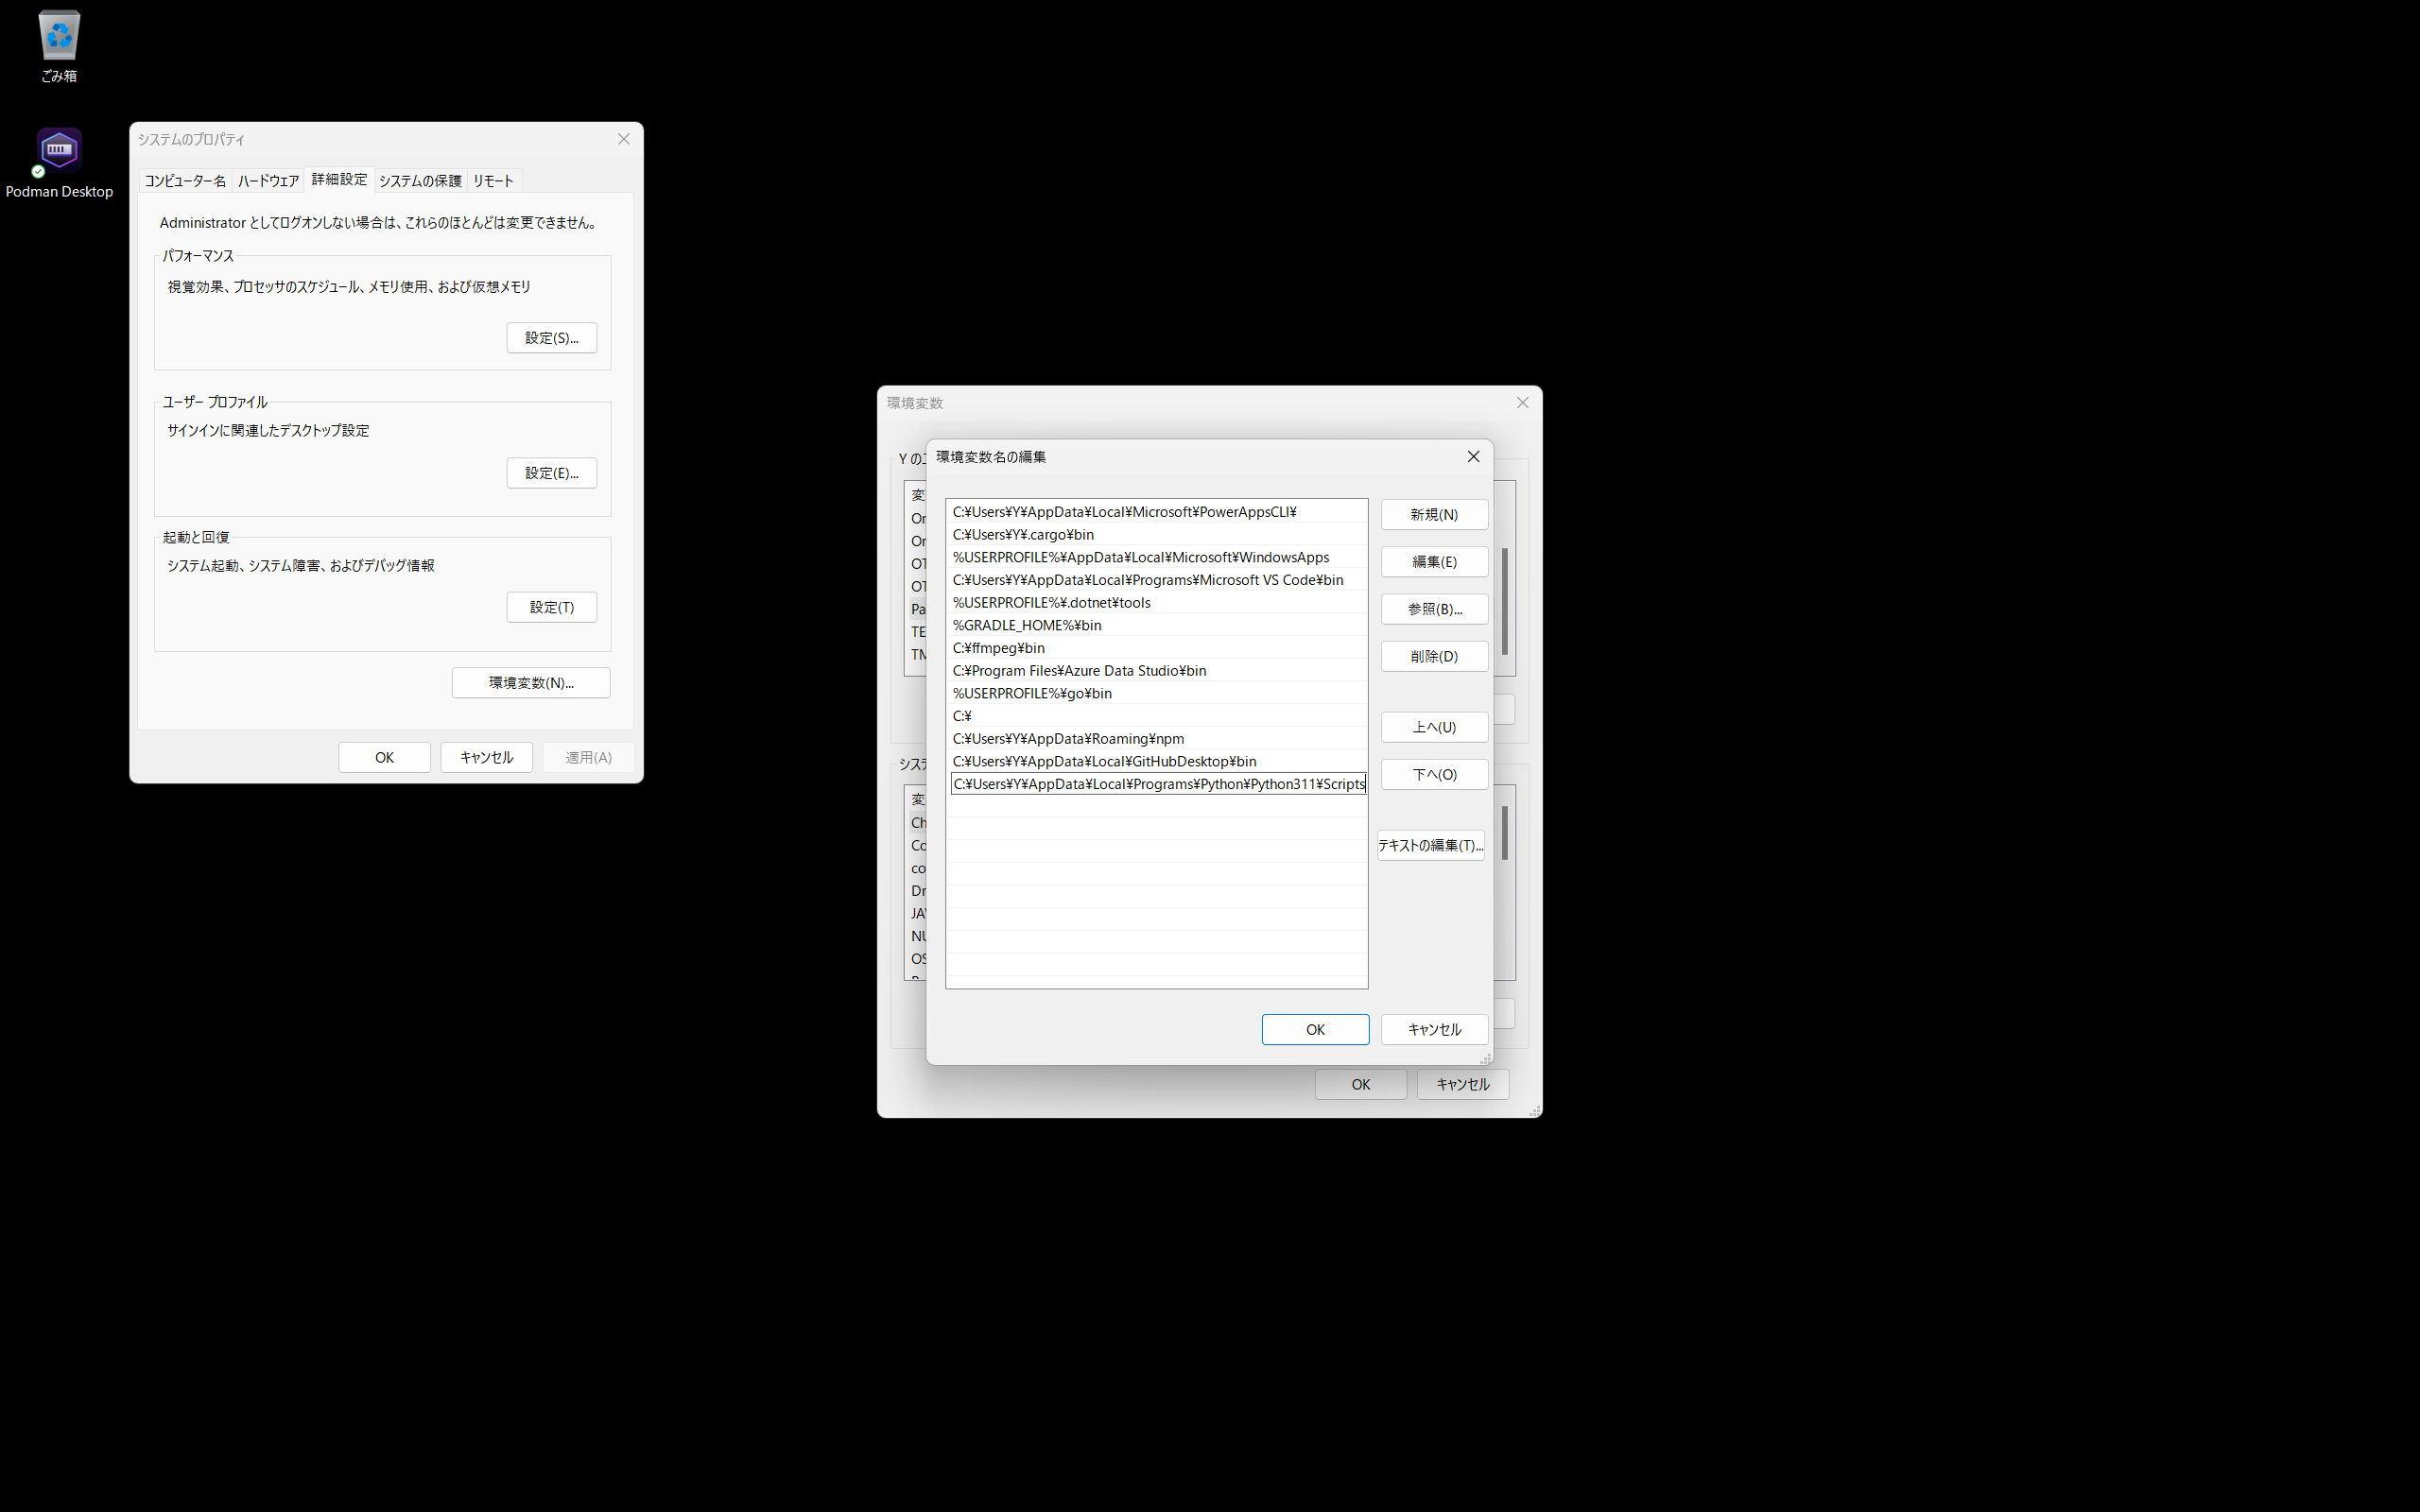 ごみ箱
Podman Desktop
システムのプロパティ
コンピューター名 ハードウェア 詳細設定 システムの保護 リモート
Administrator としてログオンしない場合は、これらのほとんどは変更できません。
パフォーマンス
視覚効果、プロセッサのスケジュール、メモリ使用、および仮想メモリ
設定(S)...
ユーザー プロファイル
サインインに関連したデスクトップ設定
設定(E)...
起動と回復
システム起動、システム障害、およびデバッグ情報
設定(T)
環境変数(N)...
OK キャンセル 適用(A)
環境変数
Y の
変
On
On
OT
OT
Pa
TE
TM
システ
変
Ch
Co
co
Dr
JA
NU
OS
OK キャンセル
環境変数名の編集
C:¥Users¥Y¥AppData¥Local¥Microsoft¥PowerAppsCLI¥
C:¥Users¥Y¥.cargo¥bin
%USERPROFILE%¥AppData¥Local¥Microsoft¥WindowsApps
C:¥Users¥Y¥AppData¥Local¥Programs¥Microsoft VS Code¥bin
%USERPROFILE%¥.dotnet¥tools
%GRADLE_HOME%¥bin
C:¥ffmpeg¥bin
C:¥Program Files¥Azure Data Studio¥bin
%USERPROFILE%¥go¥bin
C:¥
C:¥Users¥Y¥AppData¥Roaming¥npm
C:¥Users¥Y¥AppData¥Local¥GitHubDesktop¥bin
C:¥Users¥Y¥AppData¥Local¥Programs¥Python¥Python311¥Scripts
新規(N)
編集(E)
参照(B)...
削除(D)
上へ(U)
下へ(O)
テキストの編集(T)...
OK キャンセル